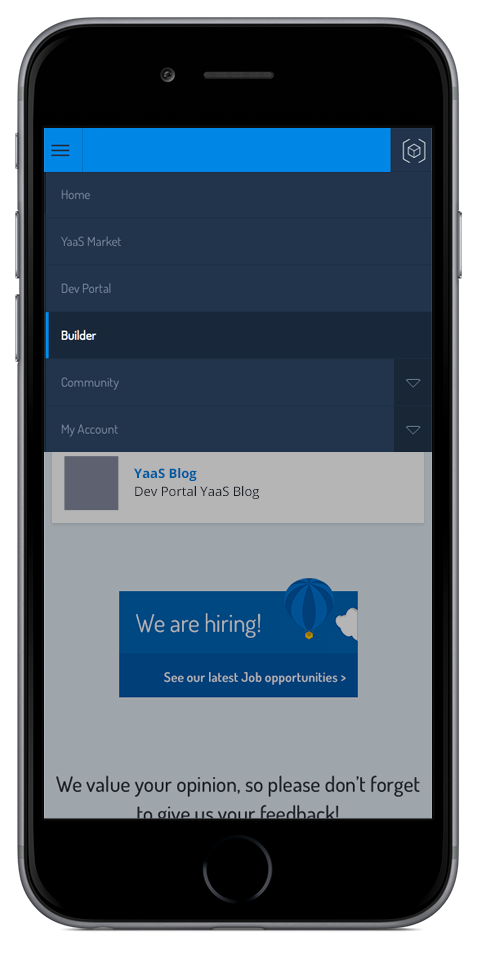 Home
YaaS Market
Dev Portal
Builder
Community
My Account
YaaS Blog
Dev Portal YaaS Blog
We are hiring!
See our latest Job opportunities >
We value your opinion, so please don't forget
to give us your feedback!